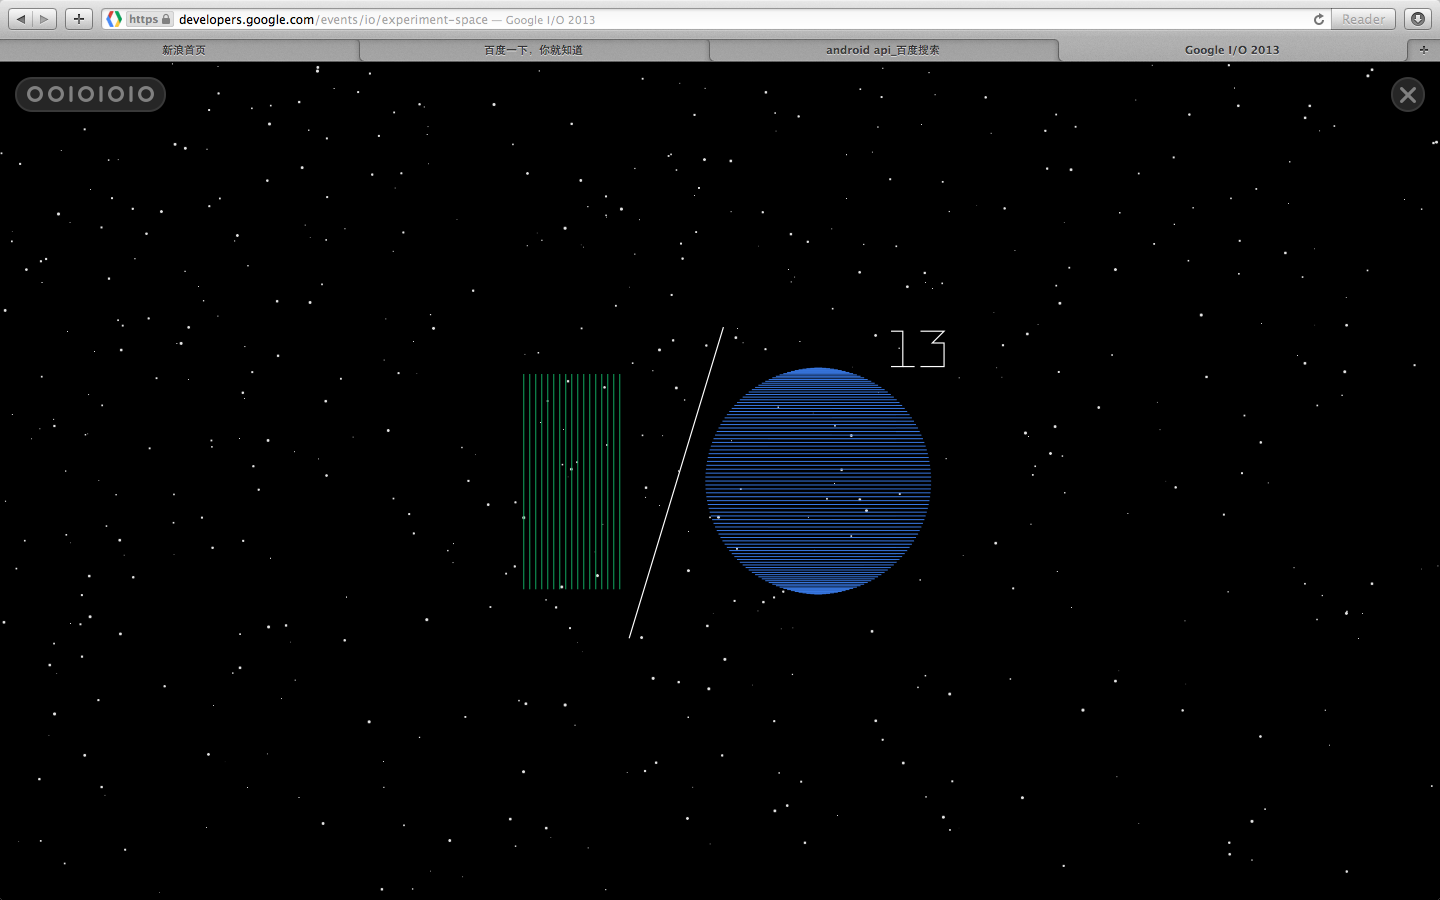 https developers.google.com/events/io/experiment-space — Google I/O 2013
Reader
新浪首页
百度一下，你就知道
android api_百度搜索
Google I/O 2013
OOIOIOIO
I/O 13